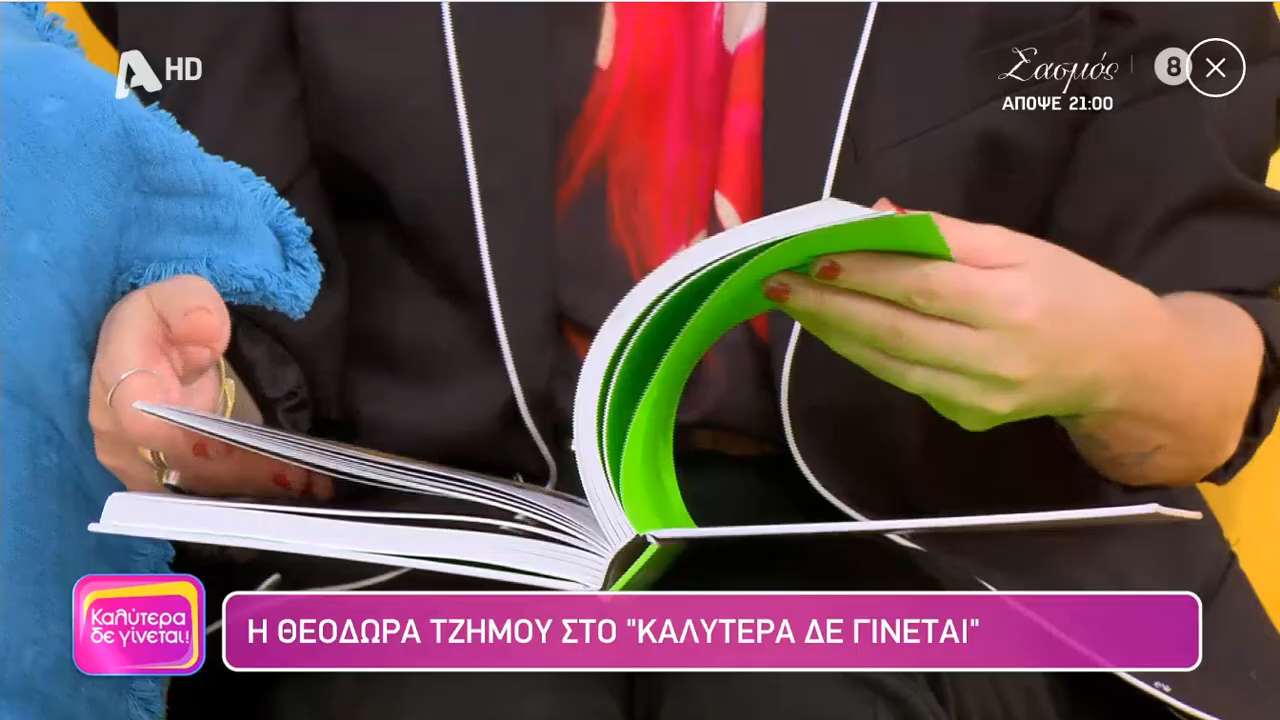 HD
Σασμός
ΑΠΟΨΕ 21:00
8
Καλύτερα
δε γίνεται!
Η ΘΕΟΔΩΡΑ ΤΖΗΜΟΥ ΣΤΟ "ΚΑΛΥΤΕΡΑ ΔΕ ΓΙΝΕΤΑΙ"